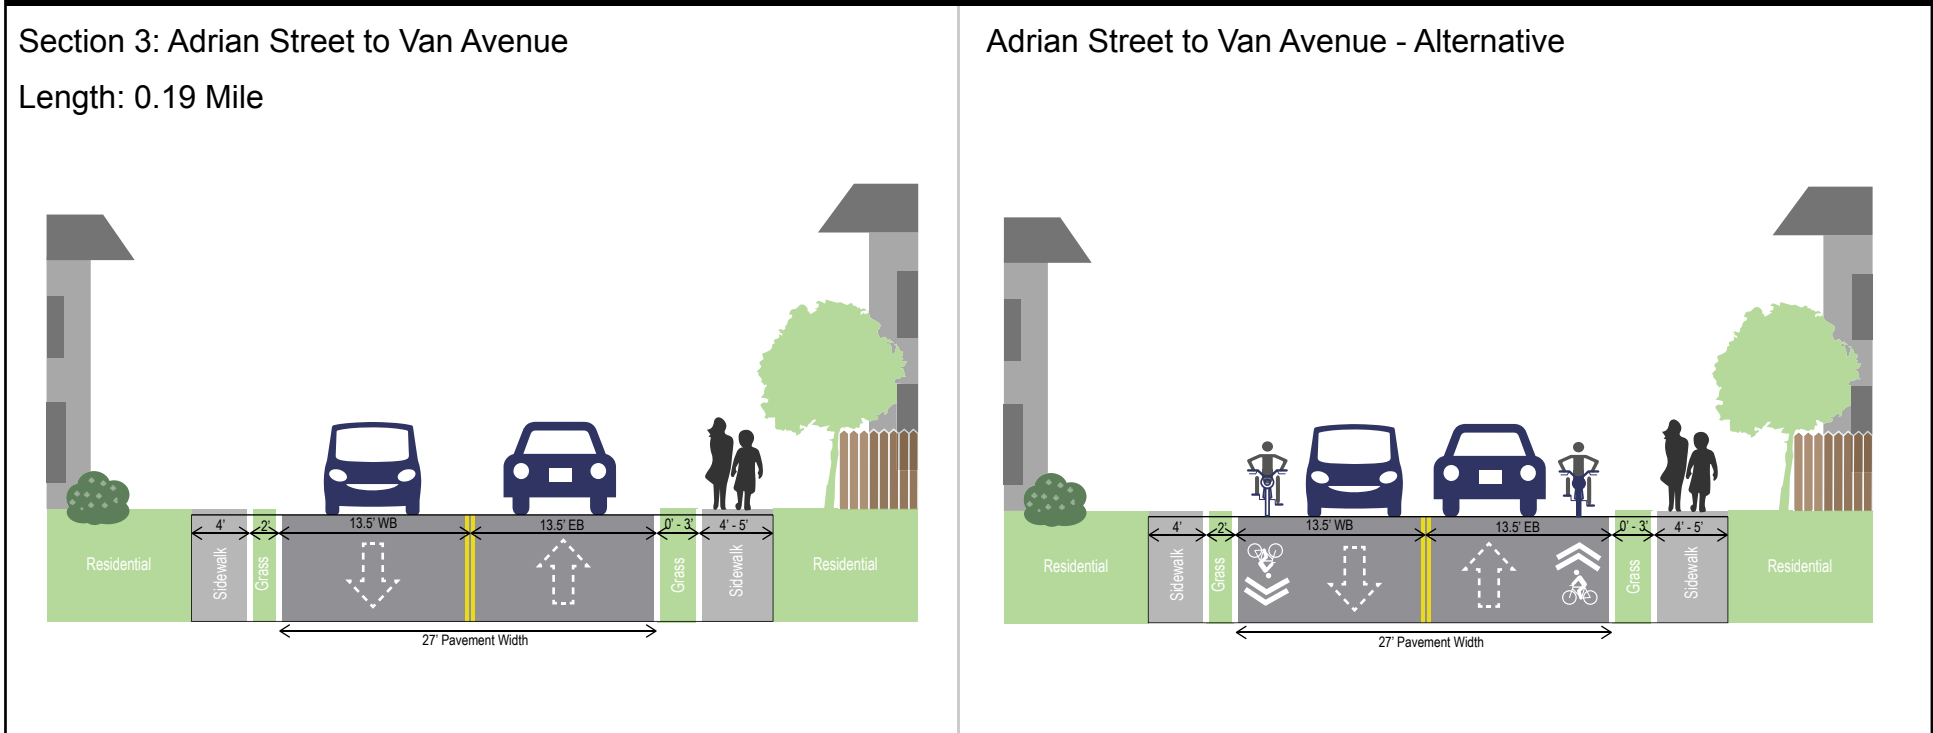 Section 3: Adrian Street to Van Avenue
Length: 0.19 Mile
4'
2'
13.5' WB
13.5' EB
0' - 3'
4' - 5'
Residential
Sidewalk
Grass
Grass
Sidewalk
Residential
27' Pavement Width
Adrian Street to Van Avenue - Alternative
4'
2'
13.5' WB
13.5' EB
0' - 3'
4' - 5'
Residential
Sidewalk
Grass
Grass
Sidewalk
Residential
27' Pavement Width